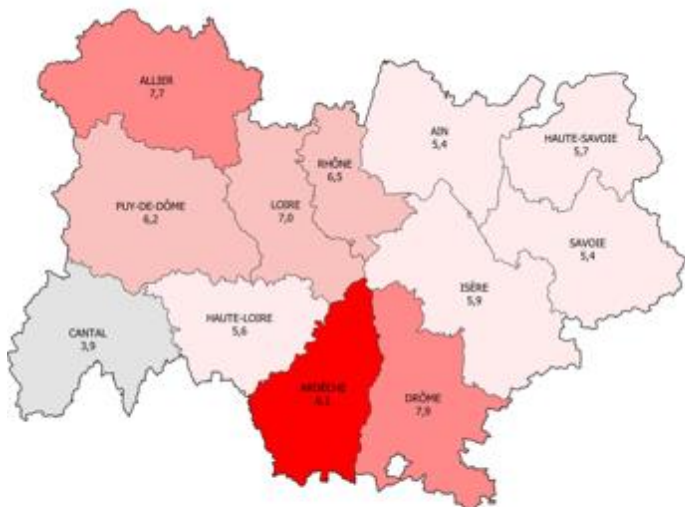 ALLIER
7,7
AIN
5,4
HAUTE-SAVOIE
5,7
RHÔNE
6,5
PUY-DE-DÔME
6,2
LOIRE
7,0
SAVOIE
5,4
ISÈRE
5,9
HAUTE-LOIRE
5,6
CANTAL
3,9
ARDÈCHE
DRÔME
7,9